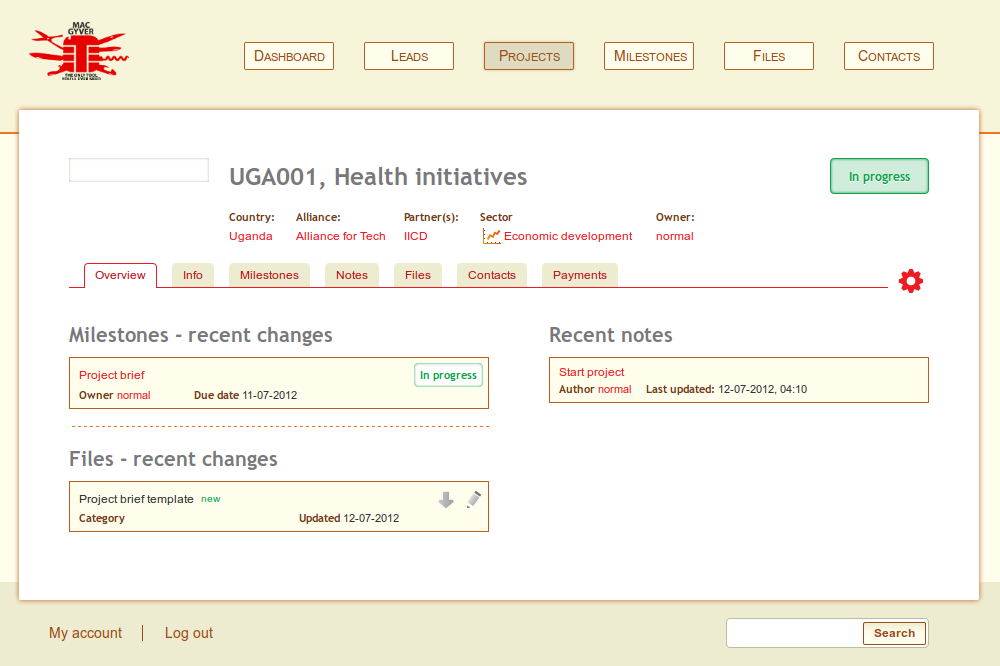 MAC
GYVER
THE ONLY TOOL
YOU'LL EVER NEED
Dashboard Leads Projects Milestones Files Contacts
UGA001, Health initiatives In progress
Country: Alliance: Partner(s): Sector Owner:
Uganda Alliance for Tech IICD Economic development normal
Overview Info Milestones Notes Files Contacts Payments
Milestones - recent changes
Project brief In progress
Owner normal Due date 11-07-2012
Recent notes
Start project
Author normal Last updated: 12-07-2012, 04:10
Files - recent changes
Project brief template new
Category Updated 12-07-2012
My account | Log out Search